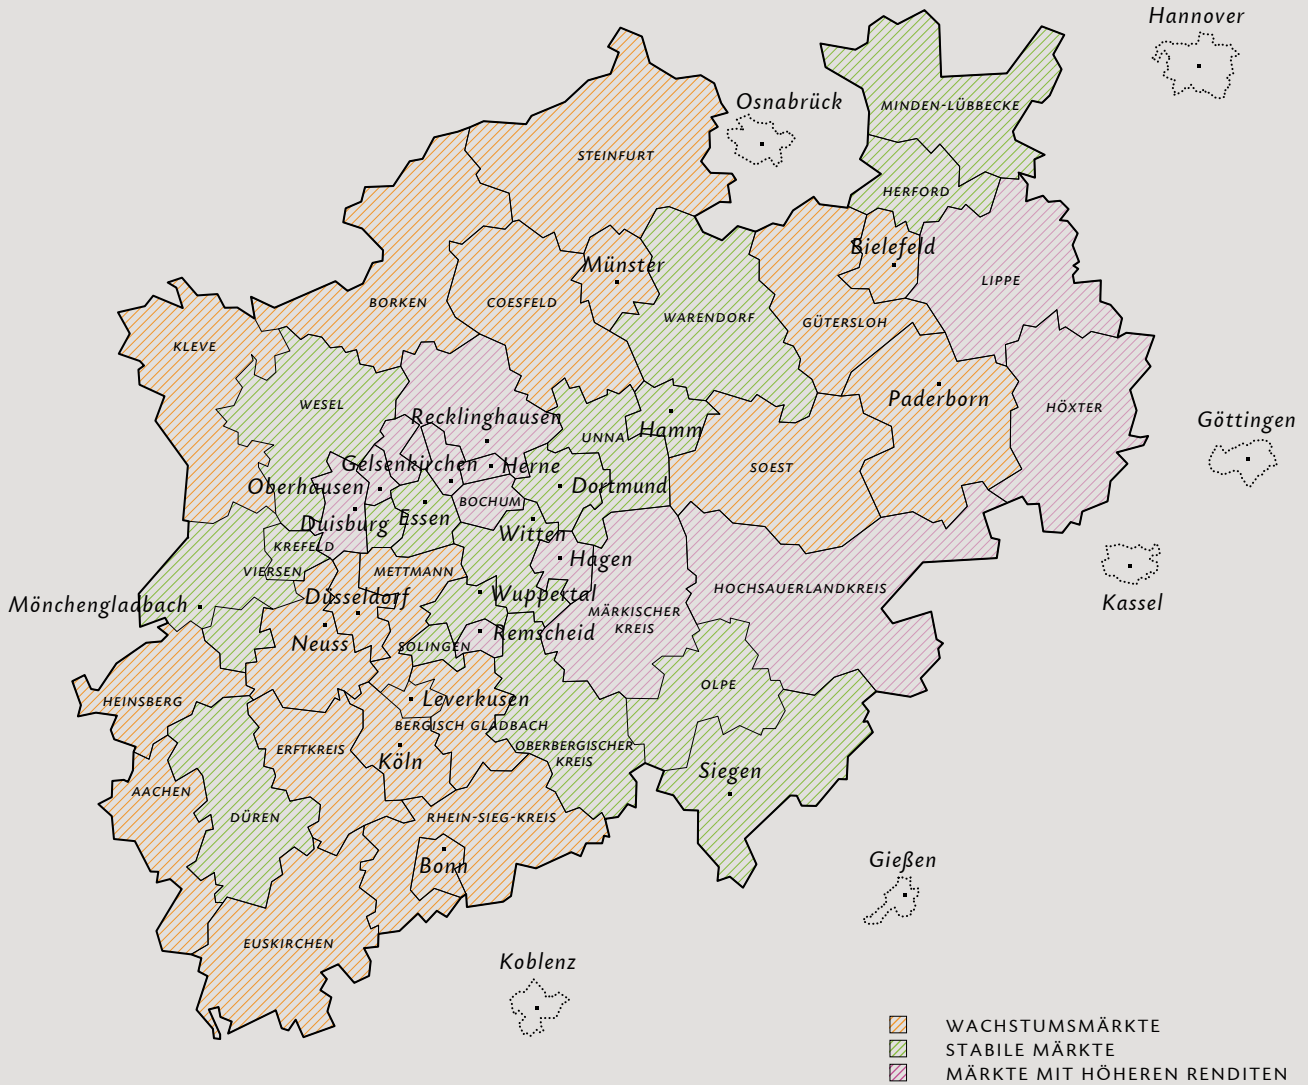 Hannover
Osnabrück
MINDEN-LÜBBECKE
STEINFURT
HERFORD
Bielefeld
Münster
LIPPE
BORKEN
COESFELD
WARENDORF
GÜTERSLOH
KLEVE
Paderborn
WESEL
HÖXTER
Recklinghausen
Göttingen
Hamm
UNNA
Gelsenkirchen
Herne
SOEST
Oberhausen
Dortmund
BOCHUM
Duisburg
Essen
Witten
KREFELD
Hagen
VIERSEN
METTMANN
HOCHSAUERLANDKREIS
Düsseldorf
Wuppertal
Kassel
Mönchengladbach
MÄRKISCHER
KREIS
Remscheid
Neuss
SOLINGEN
OLPE
HEINSBERG
Leverkusen
BERGISCH GLADBACH
ERFTKREIS
OBERBERGISCHER
KREIS
Köln
Siegen
AACHEN
DÜREN
RHEIN-SIEG-KREIS
Gießen
Bonn
EUSKIRCHEN
Koblenz
WACHSTUMSMÄRKTE
STABILE MÄRKTE
MÄRKTE MIT HÖHEREN RENDITEN